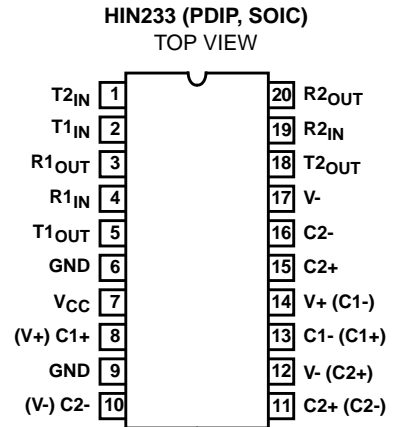 HIN233 (PDIP, SOIC)
TOP VIEW
T2IN 1 20 R2OUT
T1IN 2 19 R2IN
R1OUT 3 18 T2OUT
R1IN 4 17 V-
T1OUT 5 16 C2-
GND 6 15 C2+
VCC 7 14 V+ (C1-)
(V+) C1+ 8 13 C1- (C1+)
GND 9 12 V- (C2+)
(V-) C2- 10 11 C2+ (C2-)